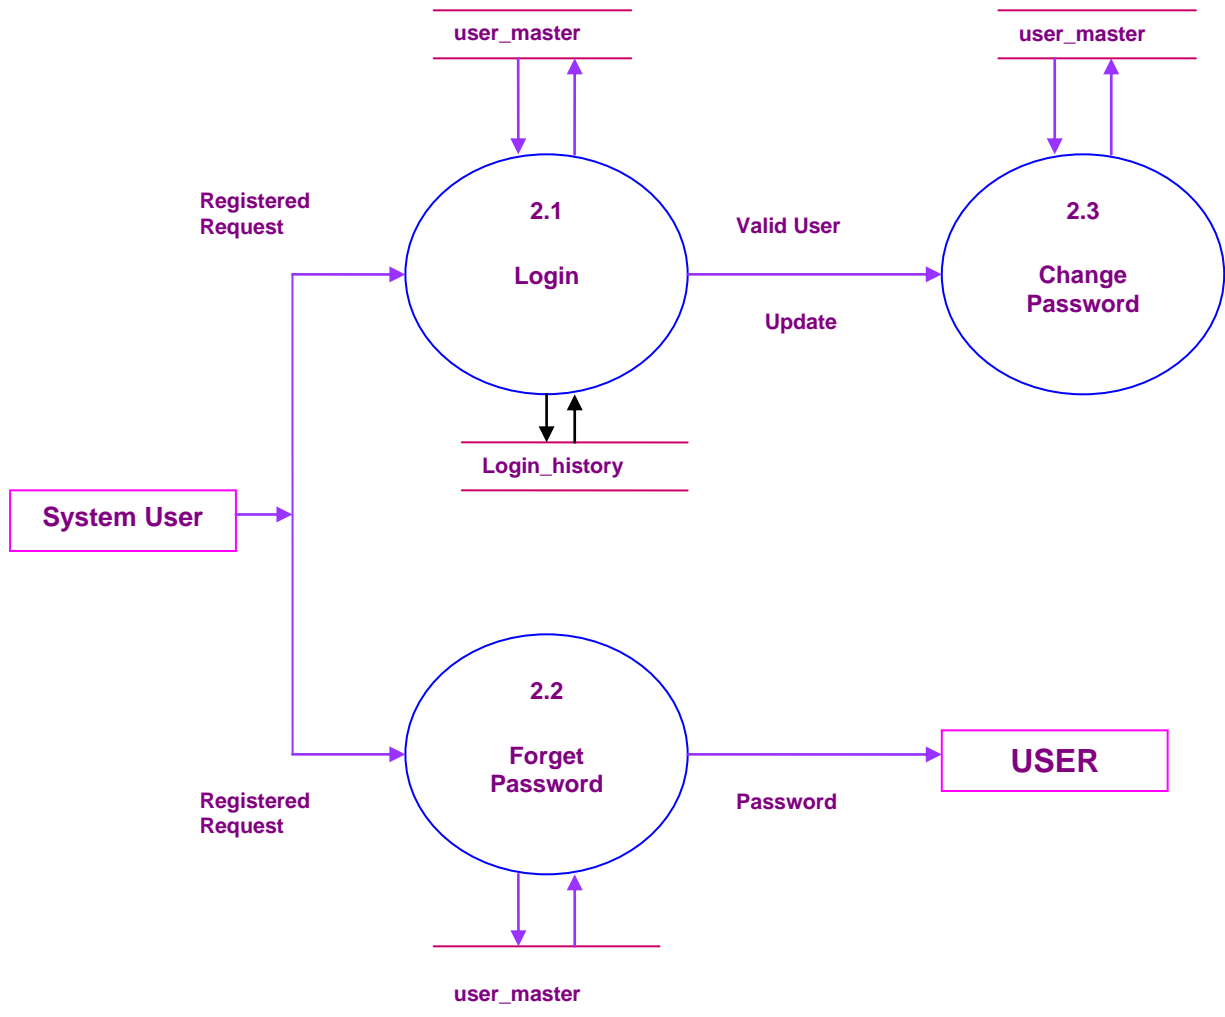 user_master
user_master
Registered
Request
2.1
Login
Valid User
Update
2.3
Change
Password
Login_history
System User
2.2
Forget
Password
USER
Registered
Request
Password
user_master